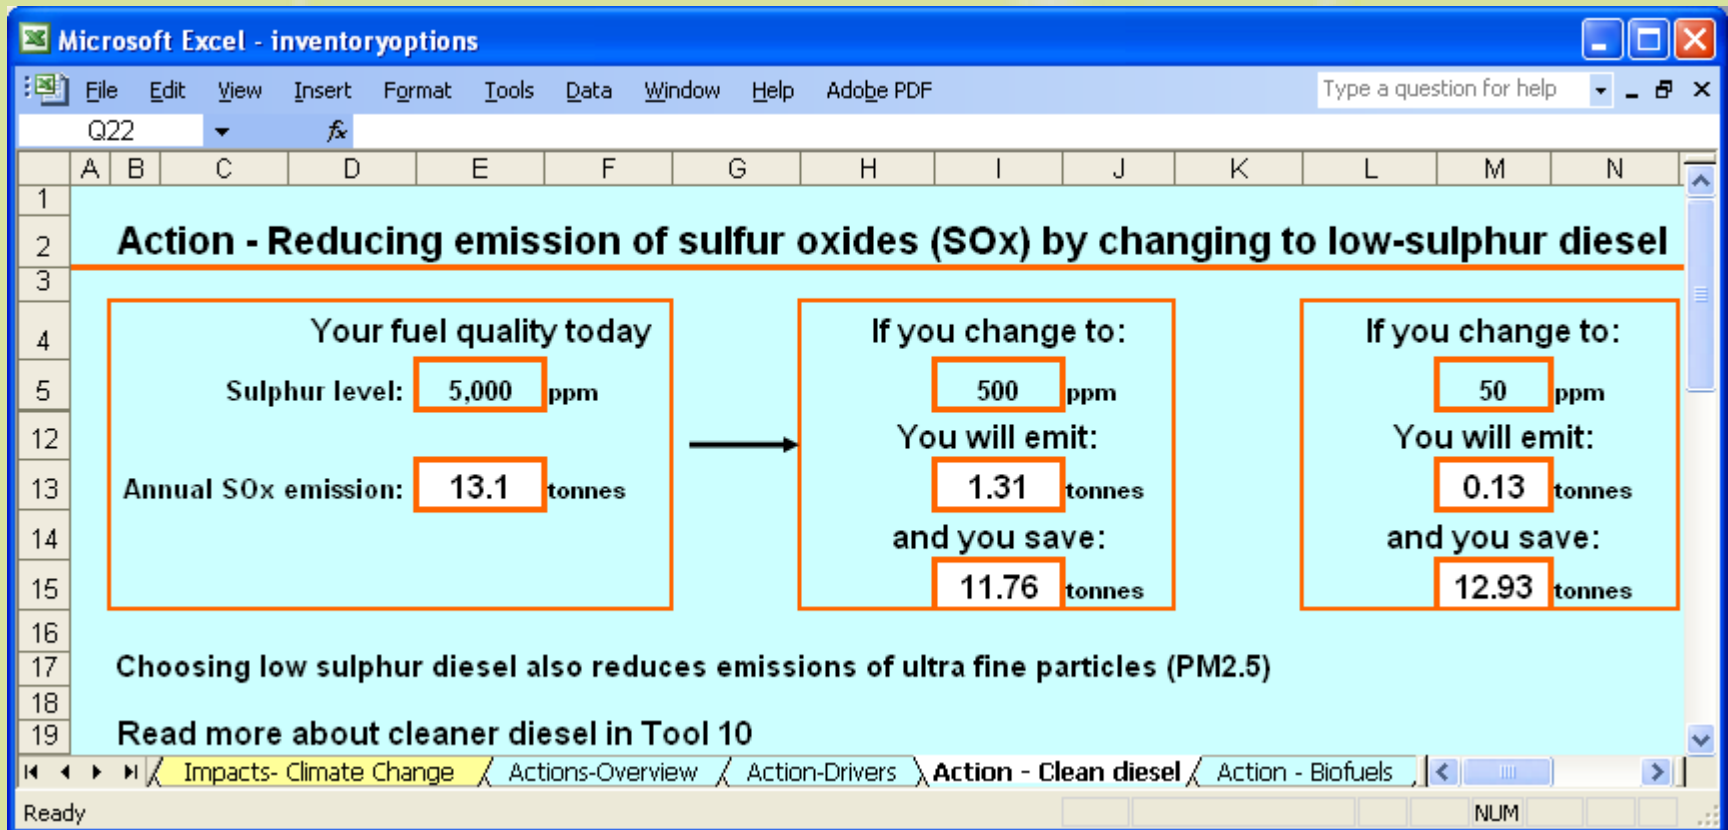 Microsoft Excel - inventoryoptions
File Edit View Insert Format Tools Data Window Help Adobe PDF Type a question for help
Q22 fx
A B C D E F G H I J K L M N
1
2 Action - Reducing emission of sulfur oxides (SOx) by changing to low-sulphur diesel
3
4 Your fuel quality today If you change to: If you change to:
5 Sulphur level: 5,000 ppm 500 ppm 50 ppm
12 You will emit: You will emit:
13 Annual SOx emission: 13.1 tonnes 1.31 tonnes 0.13 tonnes
14 and you save: and you save:
15 11.76 tonnes 12.93 tonnes
16
17 Choosing low sulphur diesel also reduces emissions of ultra fine particles (PM2.5)
18
19 Read more about cleaner diesel in Tool 10
Impacts- Climate Change Actions-Overview Action-Drivers Action - Clean diesel Action - Biofuels
Ready NUM